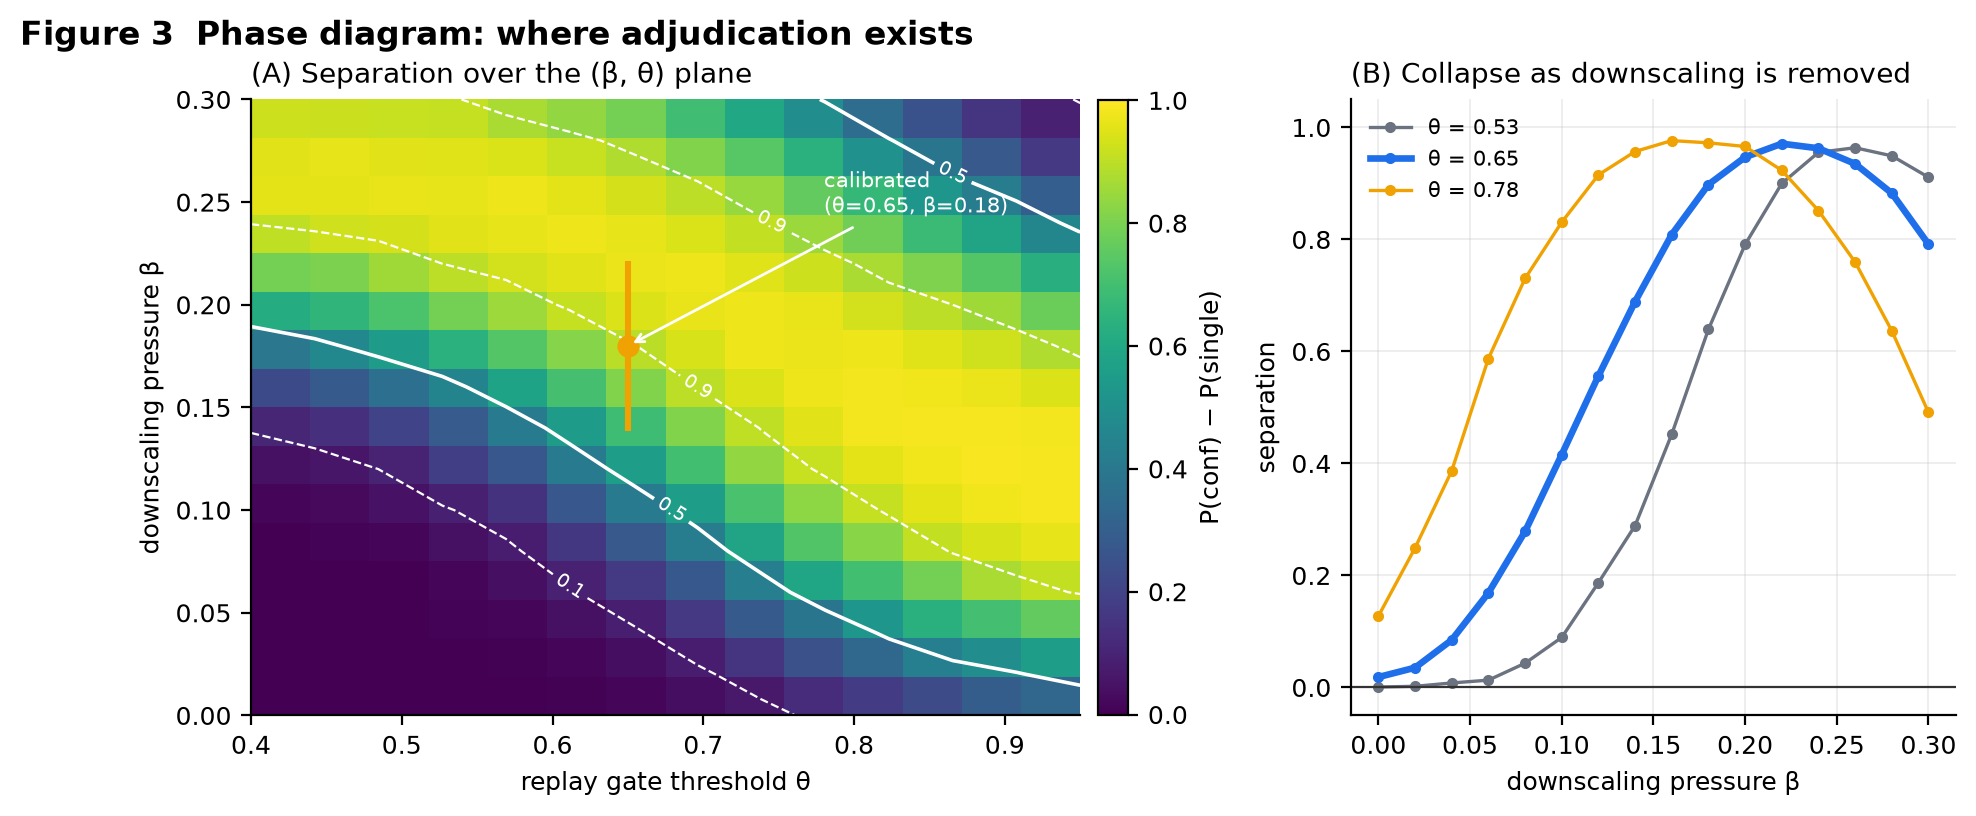 Figure 3  Phase diagram: where adjudication exists
(A) Separation over the (β, θ) plane
downscaling pressure β
0.30
0.25
0.20
0.15
0.10
0.05
0.00
0.4
0.5
0.6
0.7
0.8
0.9
replay gate threshold θ
0.5
0.9
calibrated
(θ=0.65, β=0.18)
0.9
0.5
0.1
1.0
0.8
0.6
0.4
0.2
0.0
P(conf) − P(single)
(B) Collapse as downscaling is removed
θ = 0.53
θ = 0.65
θ = 0.78
separation
1.0
0.8
0.6
0.4
0.2
0.0
0.00
0.05
0.10
0.15
0.20
0.25
0.30
downscaling pressure β